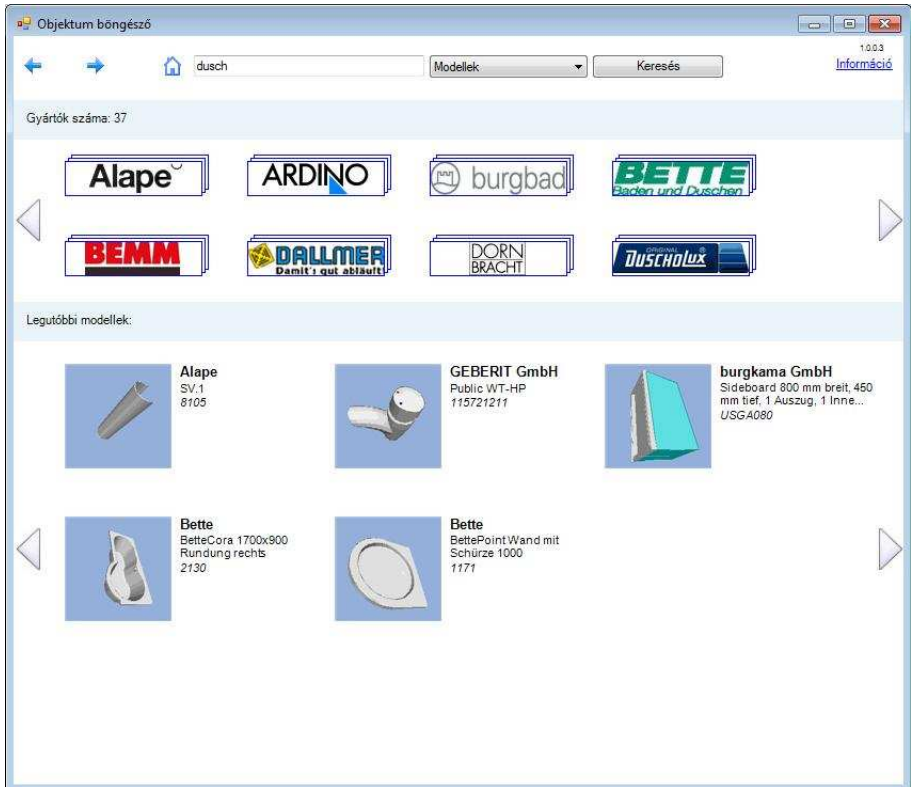 Objektum böngésző
1.0.0.3
dusch
Modellek
Keresés
Információ
Gyártók száma: 37
Alape
ARDINO
burgbad
BETTE
Baden und Duschen
BEMM
DALLMER
Damit's gut abläuft
DORN
BRACHT
ORIGINAL
DUSCHOLUX
Legutóbbi modellek:
Alape
SV.1
8105
GEBERIT GmbH
Public WT-HP
115721211
burgkama GmbH
Sideboard 800 mm breit, 450
mm tief, 1 Auszug, 1 Inne...
USGA080
Bette
BetteCora 1700x900
Rundung rechts
2130
Bette
BettePoint Wand mit
Schürze 1000
1171